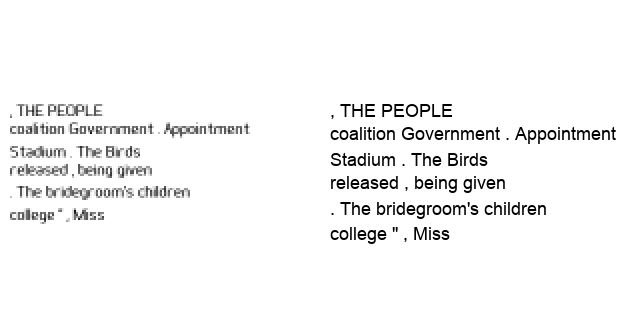 , THE PEOPLE
coalition Government . Appointment
Stadium . The Birds
released , being given
. The bridegroom's children
college " , Miss
, THE PEOPLE
coalition Government . Appointment
Stadium . The Birds
released , being given
. The bridegroom's children
college " , Miss